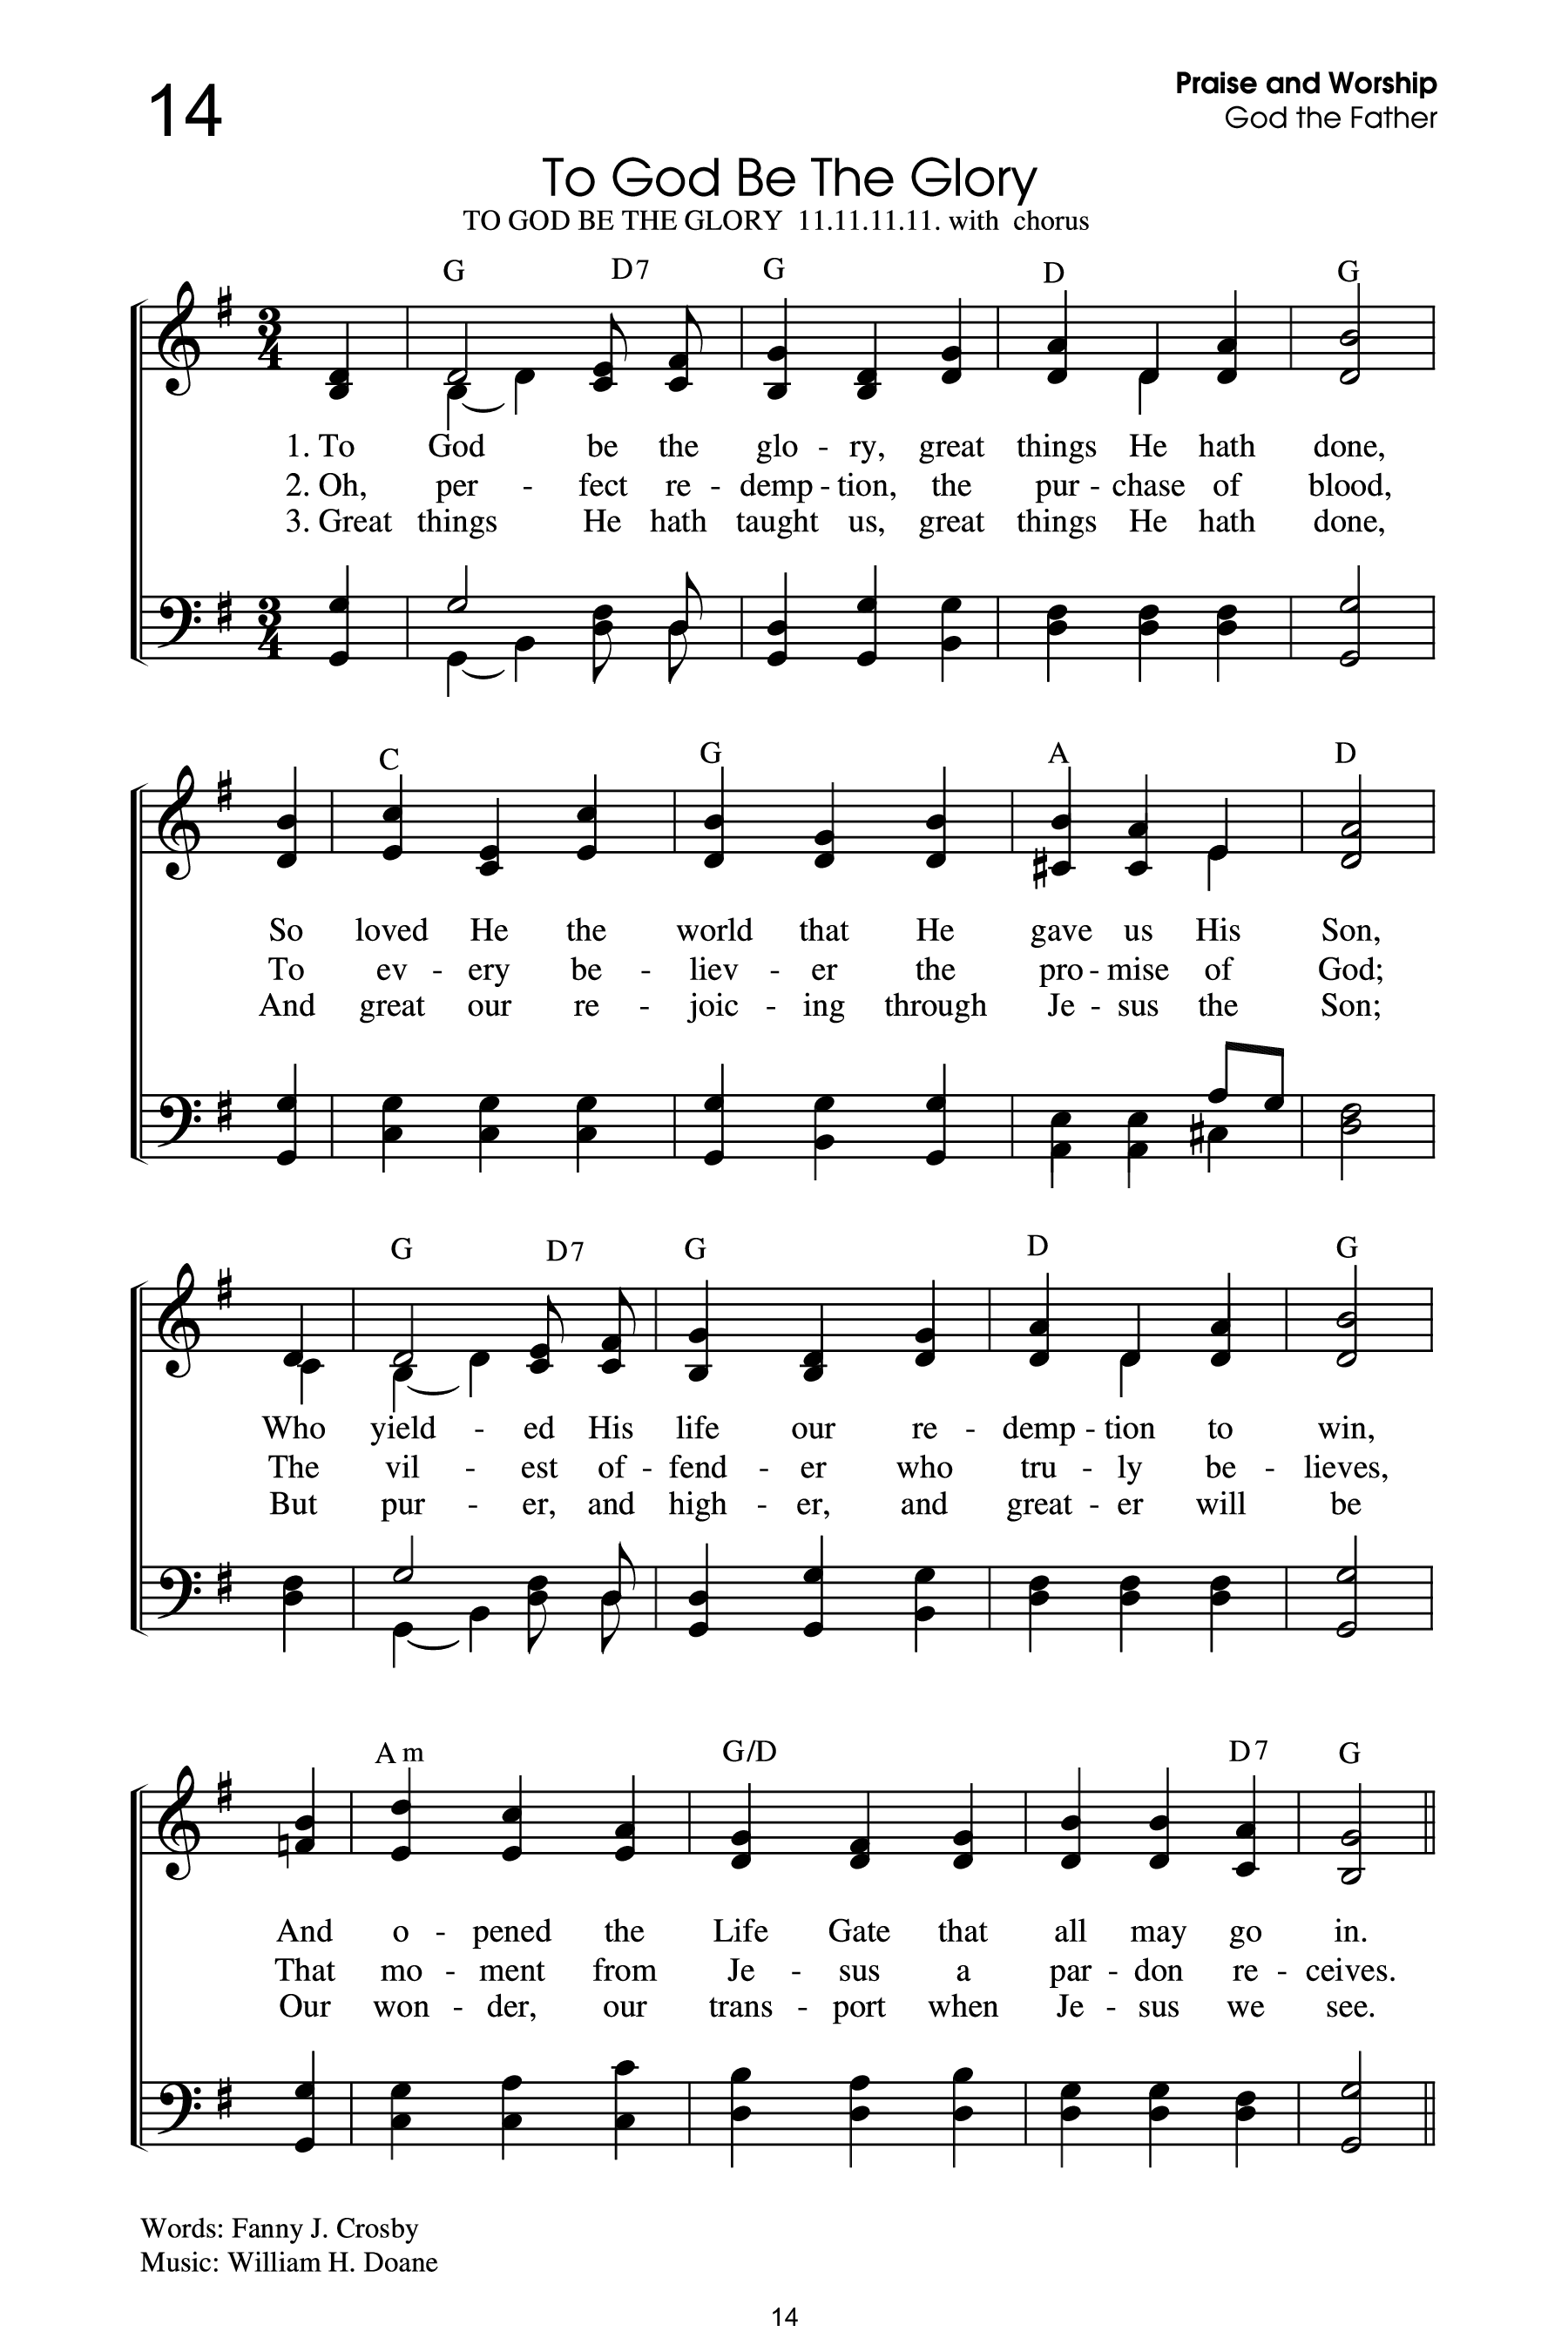 14
Praise and Worship
God the Father
To God Be The Glory
TO GOD BE THE GLORY 11.11.11.11. with chorus
G D7 G D G
3 4
1. To God be the glo - ry, great things He hath done,
2. Oh, per - fect re - demp - tion, the pur - chase of blood,
3. Great things He hath taught us, great things He hath done,
3 4
C G A D
So loved He the world that He gave us His Son,
To ev - ery be - liev - er the pro - mise of God;
And great our re - joic - ing through Je - sus the Son;
G D7 G D G
Who yield - ed His life our re - demp - tion to win,
The vil - est of - fend - er who tru - ly be - lieves,
But pur - er, and high - er, and great - er will be
Am G/D D7 G
And o - pened the Life Gate that all may go in.
That mo - ment from Je - sus a par - don re - ceives.
Our won - der, our trans - port when Je - sus we see.
Words: Fanny J. Crosby
Music: William H. Doane
14